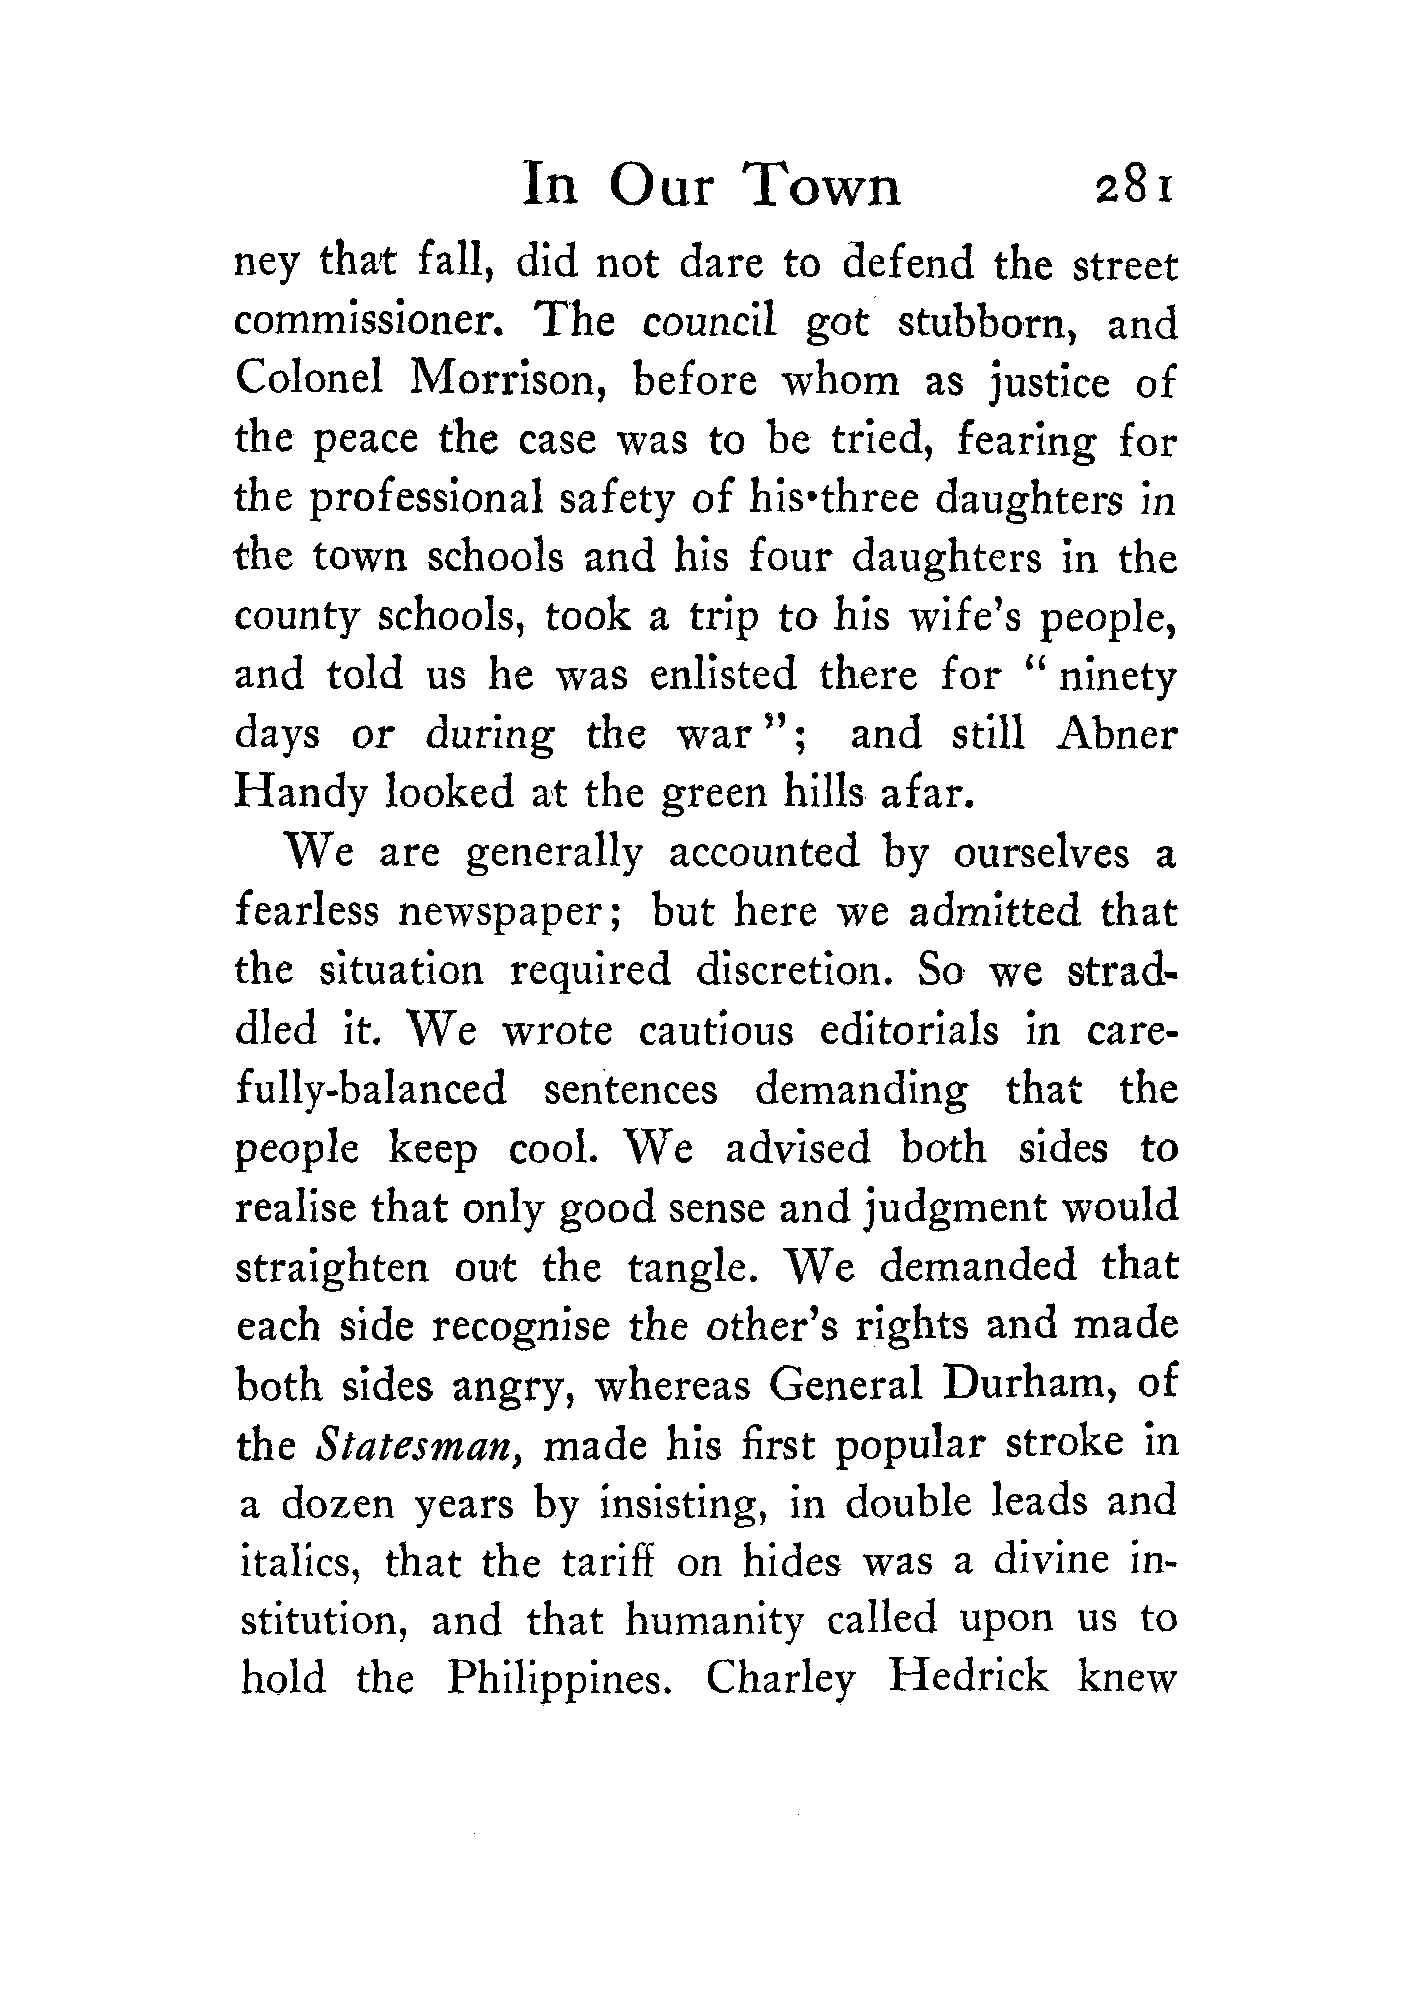 In Our Town 281
ney that fall, did not dare to defend the street
commissioner. The council got stubborn, and
Colonel Morrison, before whom as justice of
the peace the case was to be tried, fearing for
the professional safety of his three daughters in
the town schools and his four daughters in the
county schools, took a trip to his wife's people,
and told us he was enlisted there for " ninety
days or during the war "; and still Abner
Handy looked at the green hills afar.
We are generally accounted by ourselves a
fearless newspaper; but here we admitted that
the situation required discretion. So we strad-
dled it. We wrote cautious editorials in care-
fully-balanced sentences demanding that the
people keep cool. We advised both sides to
realise that only good sense and judgment would
straighten out the tangle. We demanded that
each side recognise the other's rights and made
both sides angry, whereas General Durham, of
the Statesman, made his first popular stroke in
a dozen years by insisting, in double leads and
italics, that the tariff on hides was a divine in-
stitution, and that humanity called upon us to
hold the Philippines. Charley Hedrick knew